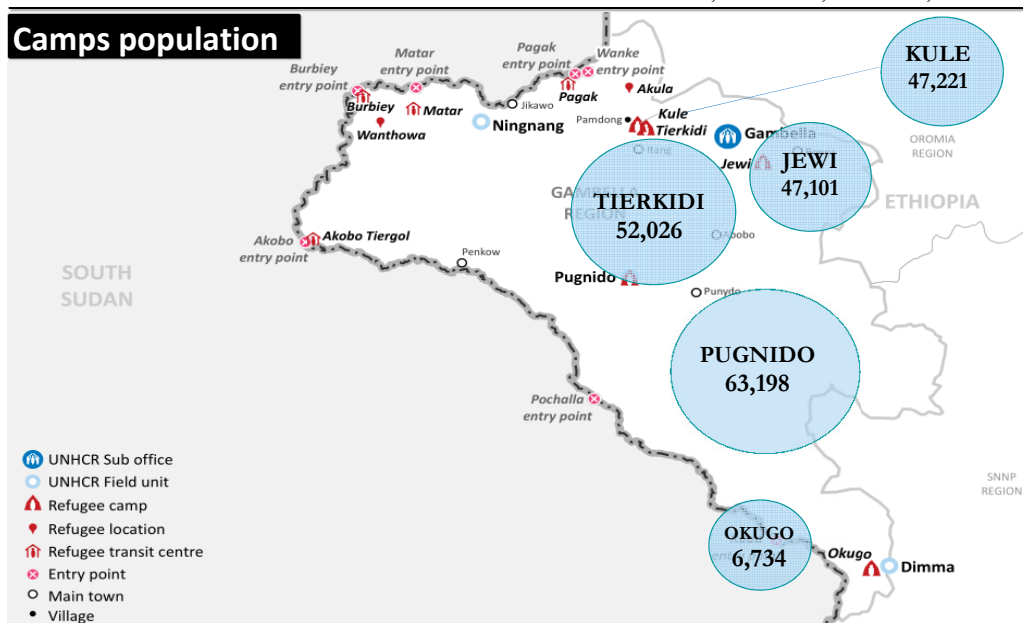 Camps population
Burbiey
entry point
Matar
entry point
Pagak
entry point
Wanke
entry point
KULE
47,221
Burbiey
Matar
Pagak
Akula
Jikawo
Wanthowa
Ningnang
Pamdong
Kule
Tierkidi
Gambella
Itang
Jewi
JEWI
47,101
OROMIA
REGION
ETHIOPIA
GAMBELLA
REGION
TIERKIDI
52,026
Abobo
Akobo
entry point
Akobo Tiergol
Penkow
SOUTH
SUDAN
Pugnido
Punydo
PUGNIDO
63,198
Pochalla
entry point
SNNP
REGION
OKUGO
6,734
Okugo
Dimma
UNHCR Sub office
UNHCR Field unit
Refugee camp
Refugee location
Refugee transit centre
Entry point
Main town
Village